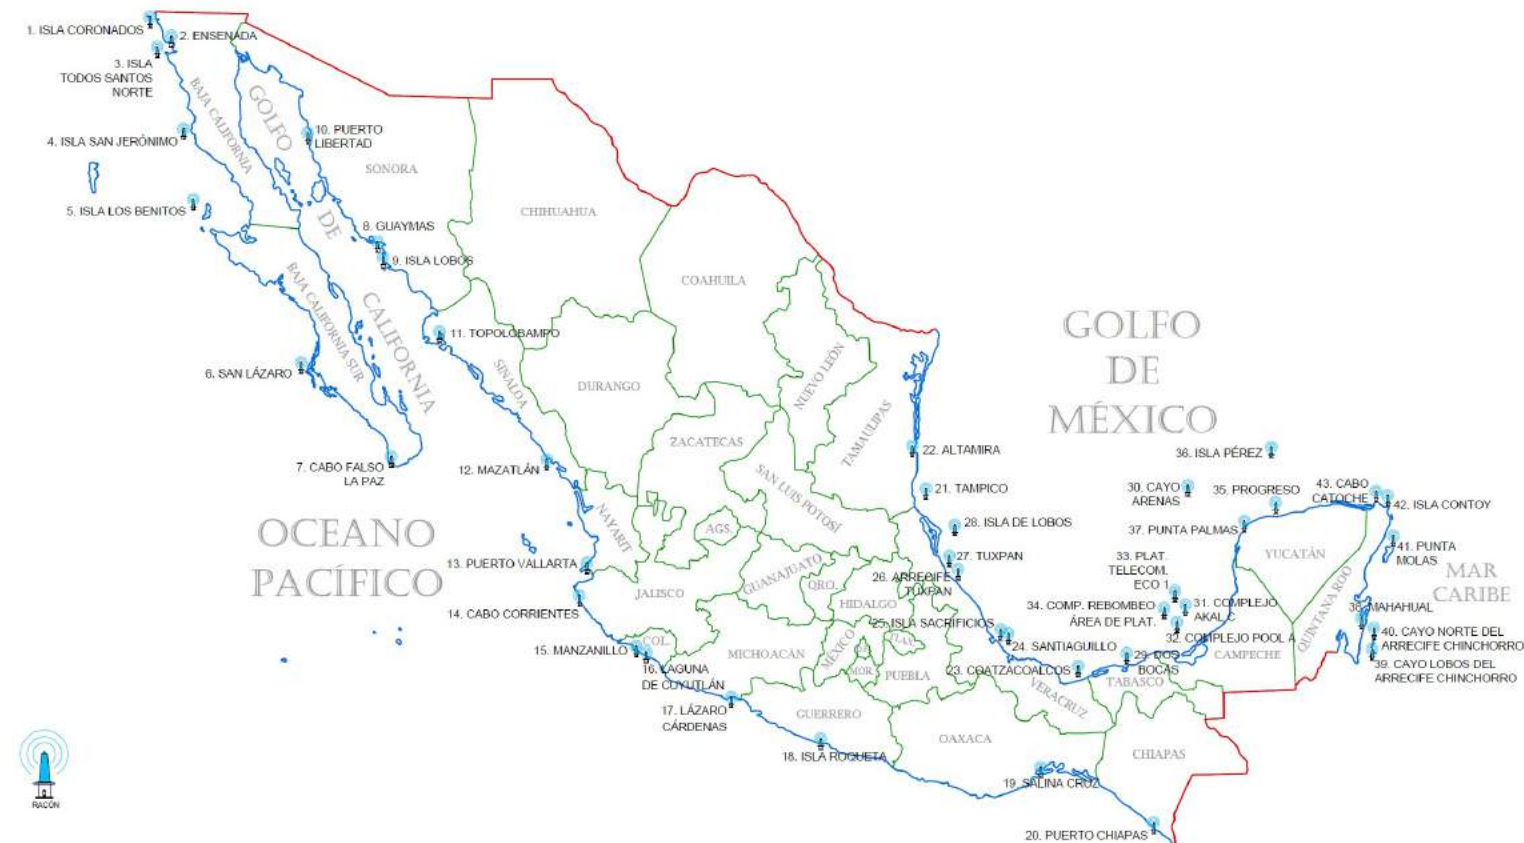 1. ISLA CORONADOS
2. ENSENADA
3. ISLA
TODOS SANTOS
NORTE
BAJA CALIFORNIA
GOLFO
DE
CALIFORNIA
4. ISLA SAN JERÓNIMO
10. PUERTO
LIBERTAD
SONORA
5. ISLA LOS BENITOS
8. GUAYMAS
9. ISLA LOBOS
CHIHUAHUA
COAHUILA
BAJA CALIFORNIA SUR
11. TOPOLOBAMPO
6. SAN LÁZARO
SINALOA
DURANGO
NUEVO LEÓN
TAMAULIPAS
GOLFO
DE
MÉXICO
7. CABO FALSO
LA PAZ
12. MAZATLÁN
ZACATECAS
SAN LUIS POTOSÍ
22. ALTAMIRA
21. TAMPICO
28. ISLA DE LOBOS
27. TUXPAN
26. ARRECIFE
TUXPAN
36. ISLA PÉREZ
30. CAYO
ARENAS
35. PROGRESO
43. CABO
CATOCHE
42. ISLA CONTOY
37. PUNTA PALMAS
41. PUNTA
MOLAS
YUCATÁN
MAR
CARIBE
OCEANO
PACÍFICO
NAYARIT
AGS.
13. PUERTO VALLARTA
GUANAJUATO
QRO.
HIDALGO
14. CABO CORRIENTES
JALISCO
33. PLAT.
TELECOM.
ECO 1
34. COMP. REBOMBEO
ÁREA DE PLAT.
31. COMPLEJO
AKAL C
32. COMPLEJO POOL A
QUINTANA ROO
38. MAHAHUAL
40. CAYO NORTE DEL
ARRECIFE CHINCHORRO
39. CAYO LOBOS DEL
ARRECIFE CHINCHORRO
25. ISLA SACRIFICIOS
24. SANTIAGUILLO
23. COATZACOALCOS
29. DOS
BOCAS
CAMPECHE
TABASCO
15. MANZANILLO
COL.
MICHOACÁN
MÉXICO
TLAX.
DF
MOR.
PUEBLA
VERACRUZ
16. LAGUNA
DE CUYUTLÁN
17. LÁZARO
CÁRDENAS
GUERRERO
18. ISLA ROQUETA
OAXACA
CHIAPAS
19. SALINA CRUZ
20. PUERTO CHIAPAS
RACÓN